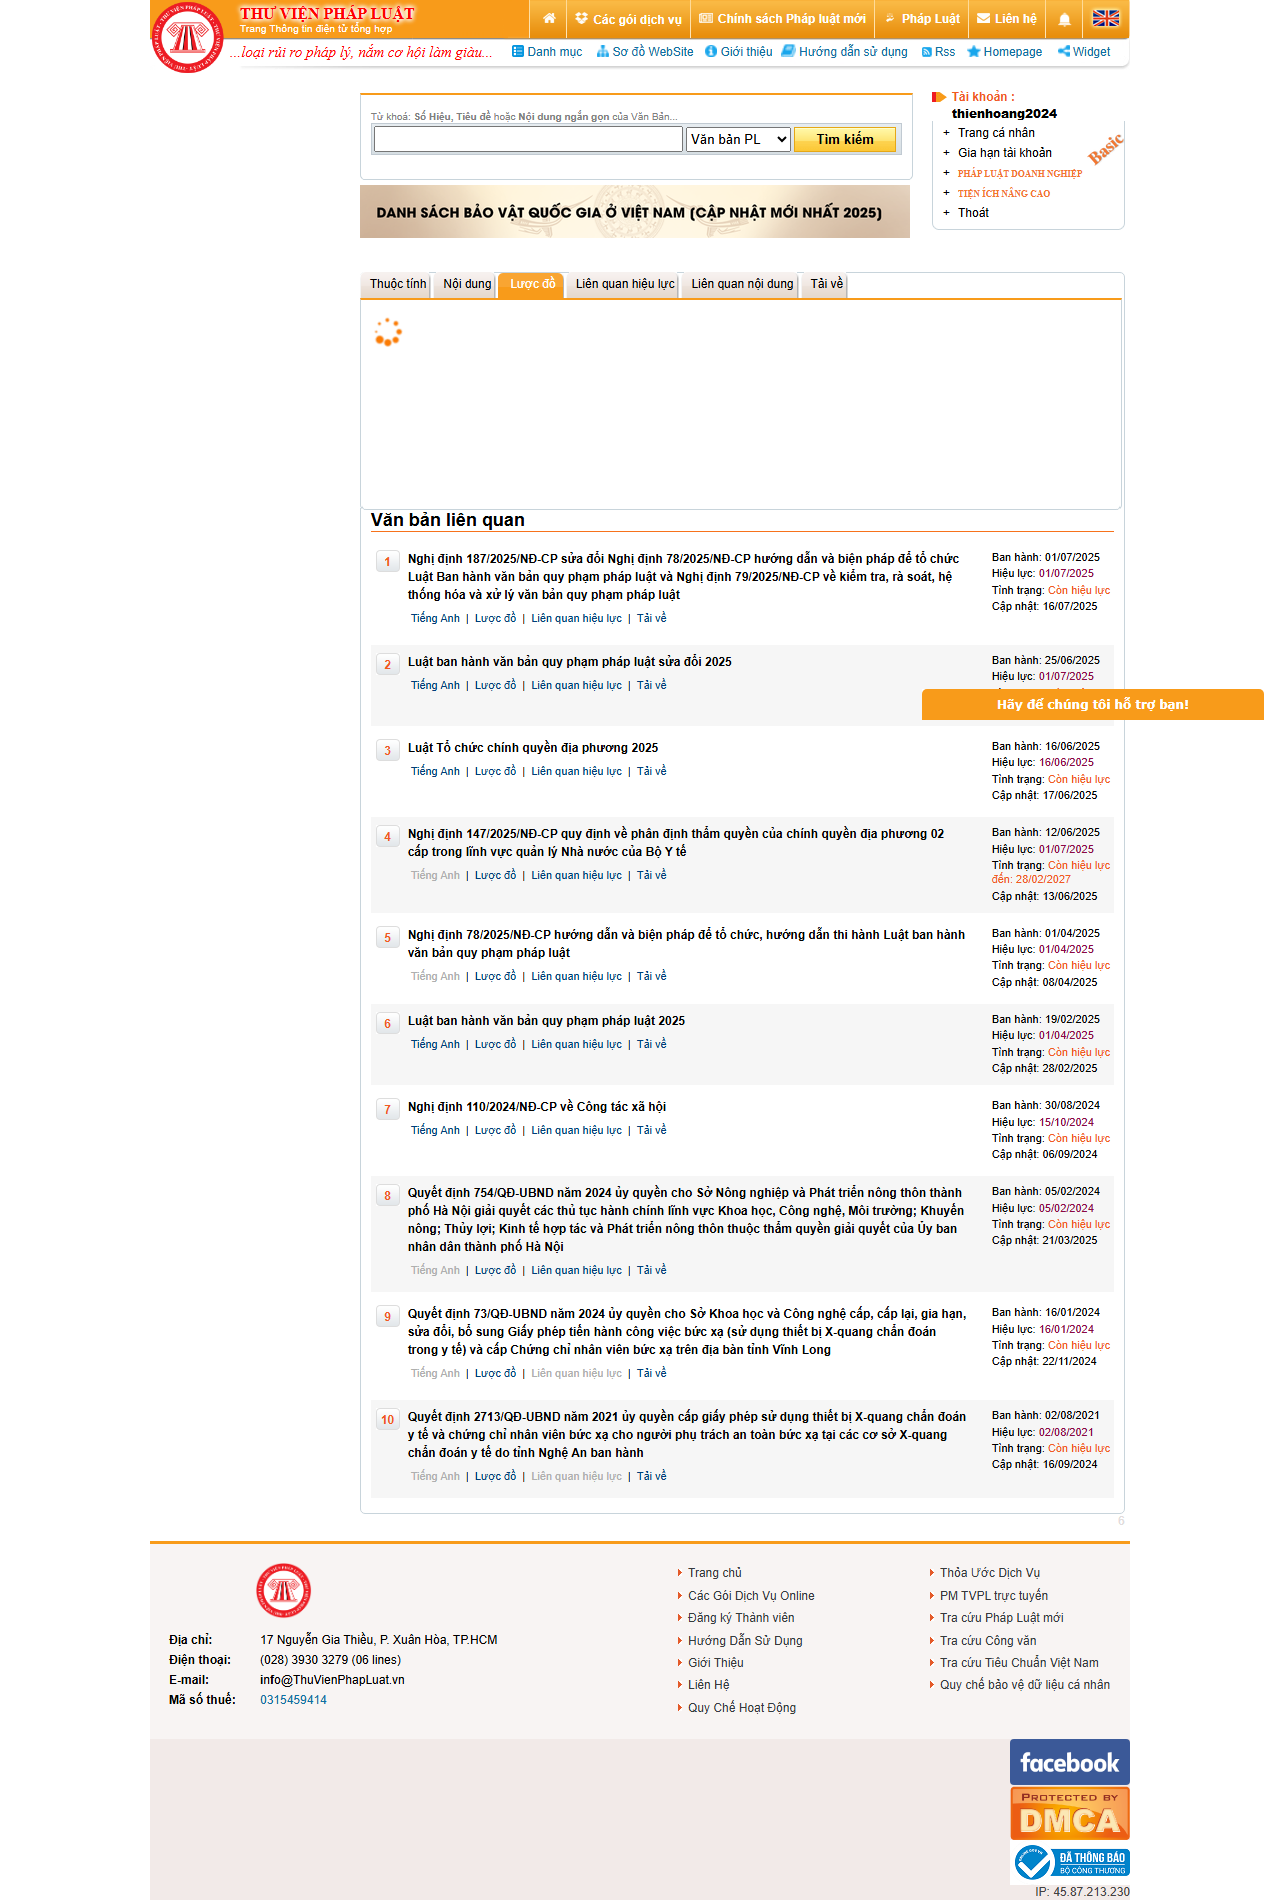 THƯ VIỆN PHÁP LUẬT
Trang Thông tin điện tử tổng hợp
Các gói dịch vụ
Chính sách Pháp luật mới
Pháp Luật
Liên hệ
...loại rủi ro pháp lý, nắm cơ hội làm giàu...
Danh mục
Sơ đồ WebSite
Giới thiệu
Hướng dẫn sử dụng
Rss
Homepage
Widget
Từ khoá: Số Hiệu, Tiêu đề hoặc Nội dung ngắn gọn của Văn Bản...
Văn bản PL
Tìm kiếm
DANH SÁCH BẢO VẬT QUỐC GIA Ở VIỆT NAM (CẬP NHẬT MỚI NHẤT 2025)
Tài khoản :
thienhoang2024
+ Trang cá nhân
+ Gia hạn tài khoản
+ PHÁP LUẬT DOANH NGHIỆP
+ TIỆN ÍCH NÂNG CAO
+ Thoát
Basic
Thuộc tính
Nội dung
Lược đồ
Liên quan hiệu lực
Liên quan nội dung
Tải về
Văn bản liên quan
1
Nghị định 187/2025/NĐ-CP sửa đổi Nghị định 78/2025/NĐ-CP hướng dẫn và biện pháp để tổ chức
Luật Ban hành văn bản quy phạm pháp luật và Nghị định 79/2025/NĐ-CP về kiểm tra, rà soát, hệ
thống hóa và xử lý văn bản quy phạm pháp luật
Tiếng Anh | Lược đồ | Liên quan hiệu lực | Tải về
Ban hành: 01/07/2025
Hiệu lực: 01/07/2025
Tình trạng: Còn hiệu lực
Cập nhật: 16/07/2025
2
Luật ban hành văn bản quy phạm pháp luật sửa đổi 2025
Tiếng Anh | Lược đồ | Liên quan hiệu lực | Tải về
Ban hành: 25/06/2025
Hiệu lực: 01/07/2025
Hãy để chúng tôi hỗ trợ bạn!
3
Luật Tổ chức chính quyền địa phương 2025
Tiếng Anh | Lược đồ | Liên quan hiệu lực | Tải về
Ban hành: 16/06/2025
Hiệu lực: 16/06/2025
Tình trạng: Còn hiệu lực
Cập nhật: 17/06/2025
4
Nghị định 147/2025/NĐ-CP quy định về phân định thẩm quyền của chính quyền địa phương 02
cấp trong lĩnh vực quản lý Nhà nước của Bộ Y tế
Tiếng Anh | Lược đồ | Liên quan hiệu lực | Tải về
Ban hành: 12/06/2025
Hiệu lực: 01/07/2025
Tình trạng: Còn hiệu lực
đến: 28/02/2027
Cập nhật: 13/06/2025
5
Nghị định 78/2025/NĐ-CP hướng dẫn và biện pháp để tổ chức, hướng dẫn thi hành Luật ban hành
văn bản quy phạm pháp luật
Tiếng Anh | Lược đồ | Liên quan hiệu lực | Tải về
Ban hành: 01/04/2025
Hiệu lực: 01/04/2025
Tình trạng: Còn hiệu lực
Cập nhật: 08/04/2025
6
Luật ban hành văn bản quy phạm pháp luật 2025
Tiếng Anh | Lược đồ | Liên quan hiệu lực | Tải về
Ban hành: 19/02/2025
Hiệu lực: 01/04/2025
Tình trạng: Còn hiệu lực
Cập nhật: 28/02/2025
7
Nghị định 110/2024/NĐ-CP về Công tác xã hội
Tiếng Anh | Lược đồ | Liên quan hiệu lực | Tải về
Ban hành: 30/08/2024
Hiệu lực: 15/10/2024
Tình trạng: Còn hiệu lực
Cập nhật: 06/09/2024
8
Quyết định 754/QĐ-UBND năm 2024 ủy quyền cho Sở Nông nghiệp và Phát triển nông thôn thành
phố Hà Nội giải quyết các thủ tục hành chính lĩnh vực Khoa học, Công nghệ, Môi trường; Khuyến
nông; Thủy lợi; Kinh tế hợp tác và Phát triển nông thôn thuộc thẩm quyền giải quyết của Ủy ban
nhân dân thành phố Hà Nội
Tiếng Anh | Lược đồ | Liên quan hiệu lực | Tải về
Ban hành: 05/02/2024
Hiệu lực: 05/02/2024
Tình trạng: Còn hiệu lực
Cập nhật: 21/03/2025
9
Quyết định 73/QĐ-UBND năm 2024 ủy quyền cho Sở Khoa học và Công nghệ cấp, cấp lại, gia hạn,
sửa đổi, bổ sung Giấy phép tiến hành công việc bức xạ (sử dụng thiết bị X-quang chẩn đoán
trong y tế) và cấp Chứng chỉ nhân viên bức xạ trên địa bàn tỉnh Vĩnh Long
Tiếng Anh | Lược đồ | Liên quan hiệu lực | Tải về
Ban hành: 16/01/2024
Hiệu lực: 16/01/2024
Tình trạng: Còn hiệu lực
Cập nhật: 22/11/2024
10
Quyết định 2713/QĐ-UBND năm 2021 ủy quyền cấp giấy phép sử dụng thiết bị X-quang chẩn đoán
y tế và chứng chỉ nhân viên bức xạ cho người phụ trách an toàn bức xạ tại các cơ sở X-quang
chẩn đoán y tế do tỉnh Nghệ An ban hành
Tiếng Anh | Lược đồ | Liên quan hiệu lực | Tải về
Ban hành: 02/08/2021
Hiệu lực: 02/08/2021
Tình trạng: Còn hiệu lực
Cập nhật: 16/09/2024
6
Địa chỉ: 17 Nguyễn Gia Thiều, P. Xuân Hòa, TP.HCM
Điện thoại: (028) 3930 3279 (06 lines)
E-mail: info@ThuVienPhapLuat.vn
Mã số thuế: 0315459414
Trang chủ
Các Gói Dịch Vụ Online
Đăng ký Thành viên
Hướng Dẫn Sử Dụng
Giới Thiệu
Liên Hệ
Quy Chế Hoạt Động
Thỏa Ước Dịch Vụ
PM TVPL trực tuyến
Tra cứu Pháp Luật mới
Tra cứu Công văn
Tra cứu Tiêu Chuẩn Việt Nam
Quy chế bảo vệ dữ liệu cá nhân
facebook
PROTECTED BY
DMCA
ĐÃ THÔNG BÁO
BỘ CÔNG THƯƠNG
IP: 45.87.213.230